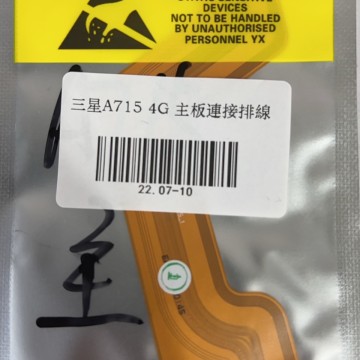 DEVICES
NOT TO BE HANDLED
BY UNAUTHORISED
PERSONNEL YX
三星A715 4G 主板連接排線
22.07-10